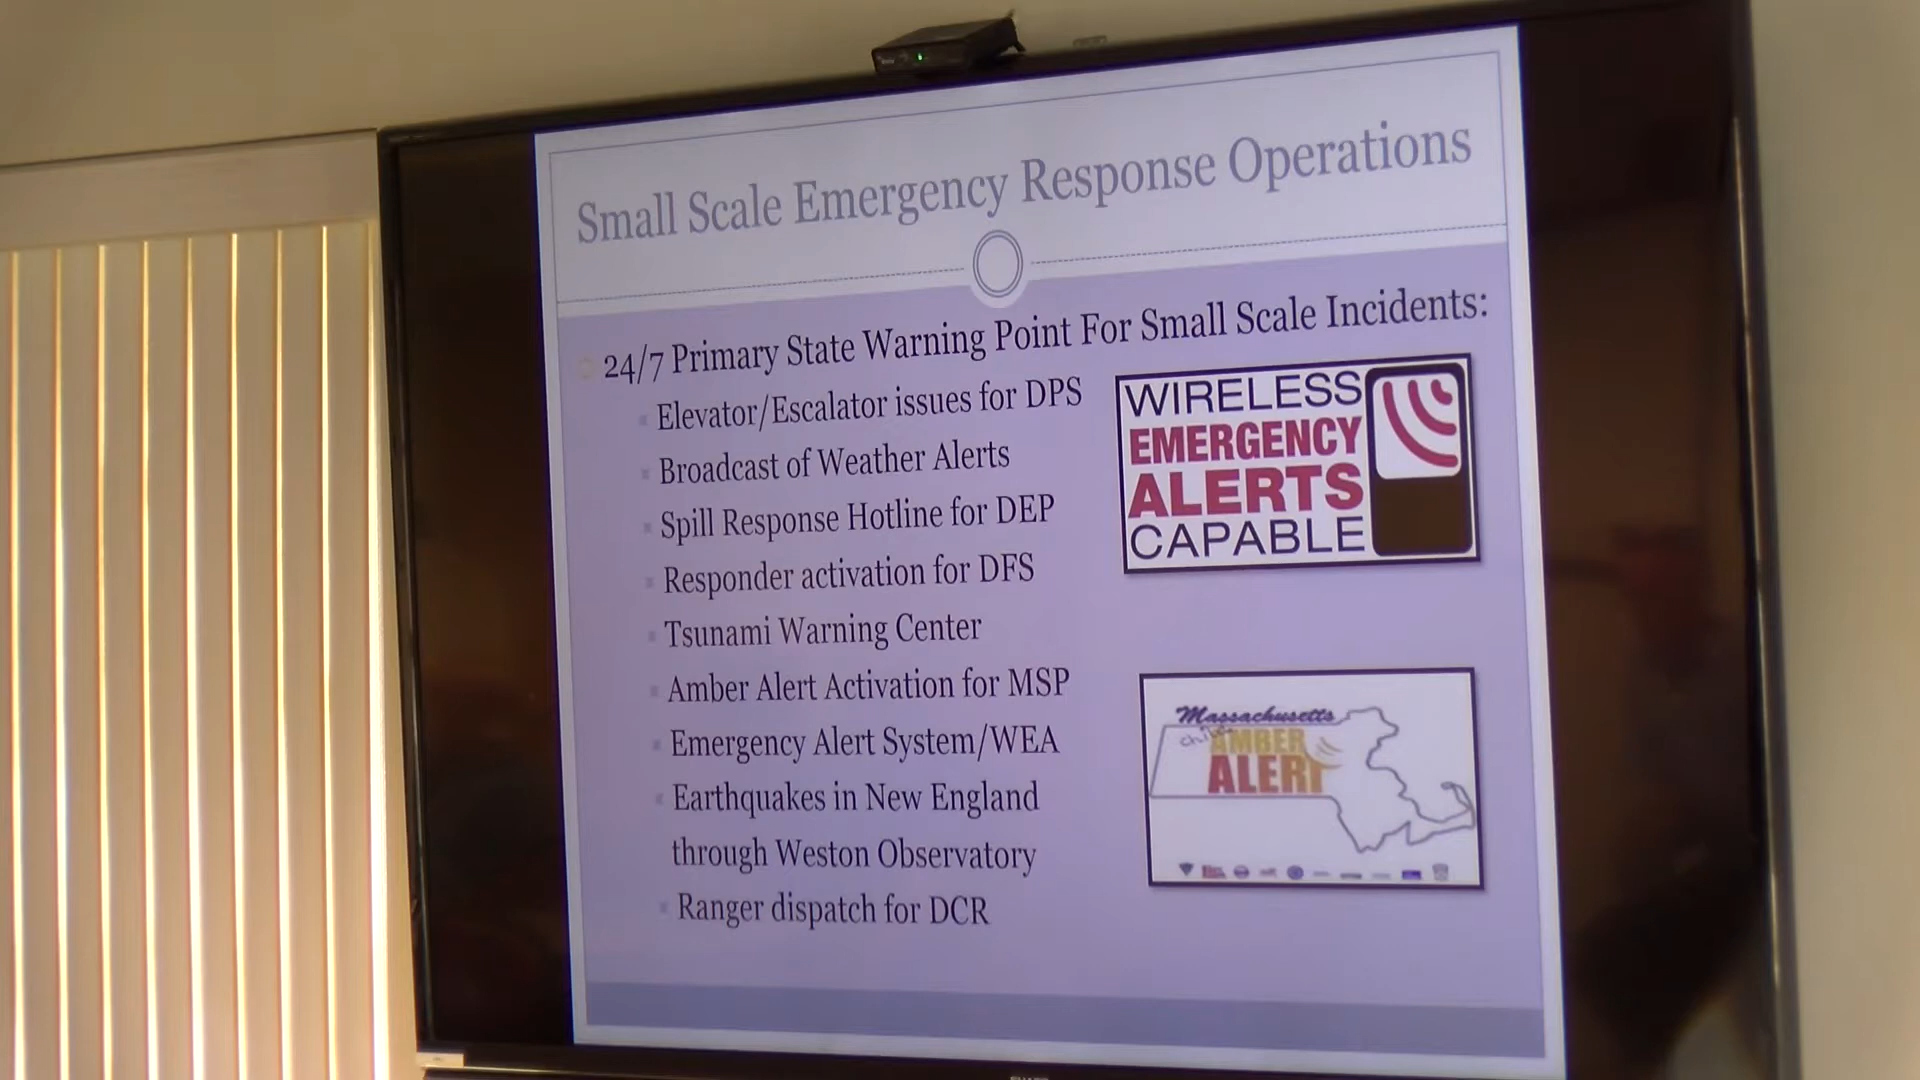 Small Scale Emergency Response Operations
24/7 Primary State Warning Point For Small Scale Incidents:
Elevator/Escalator issues for DPS
Broadcast of Weather Alerts
Spill Response Hotline for DEP
Responder activation for DFS
Tsunami Warning Center
Amber Alert Activation for MSP
Emergency Alert System/WEA
Earthquakes in New England
through Weston Observatory
Ranger dispatch for DCR
WIRELESS
EMERGENCY
ALERTS
CAPABLE
Massachusetts
AMBER
ALERT